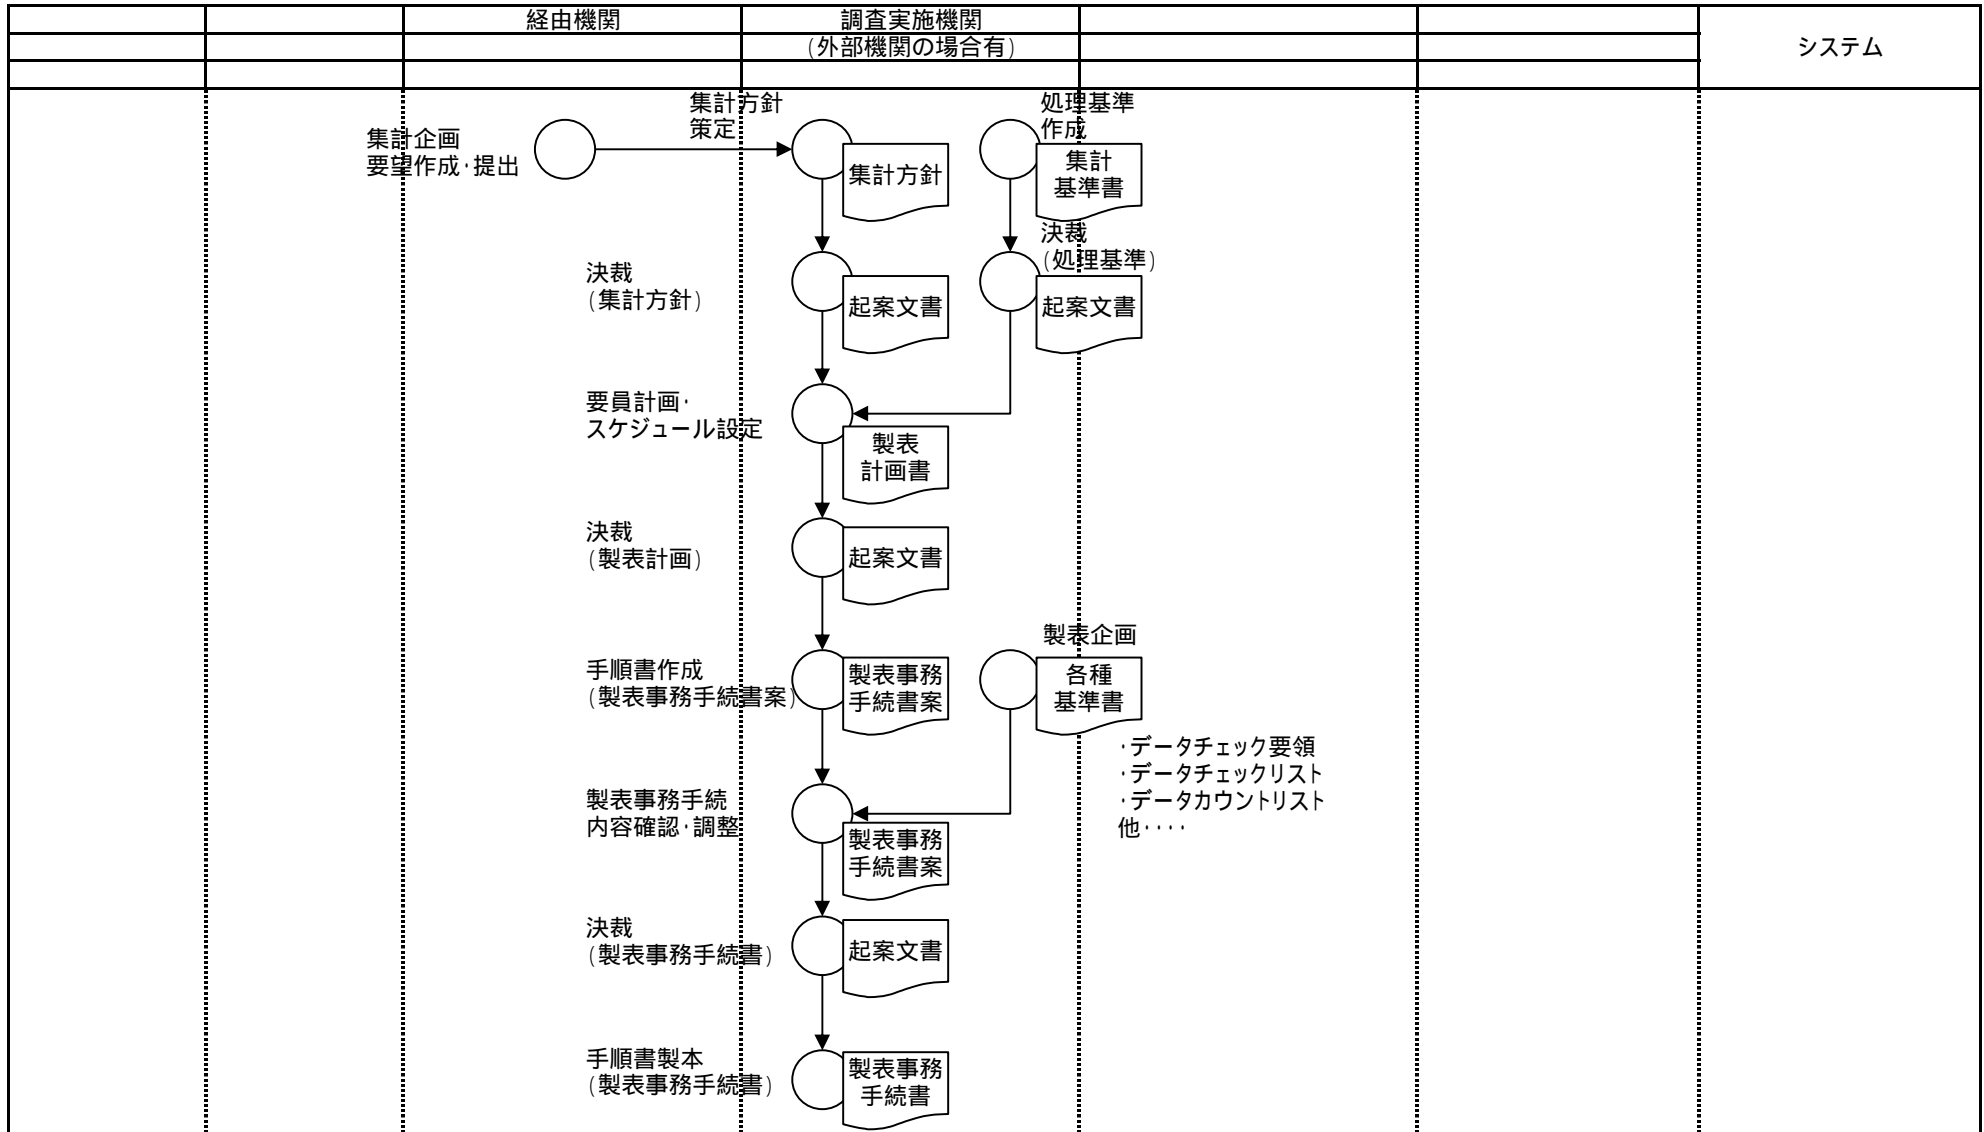 経由機関
調査実施機関
(外部機関の場合有)
システム
集計企画
要望作成・提出
集計方針
策定
集計方針
処理基準
作成
集計
基準書
決裁
(集計方針)
起案文書
決裁
(処理基準)
起案文書
要員計画・
スケジュール設定
製表
計画書
決裁
(製表計画)
起案文書
手順書作成
(製表事務手続書案)
製表事務
手続書案
製表企画
各種
基準書
・データチェック要領
・データチェックリスト
・データカウントリスト
他・・・・
製表事務手続
内容確認・調整
製表事務
手続書案
決裁
(製表事務手続書)
起案文書
手順書製本
(製表事務手続書)
製表事務
手続書